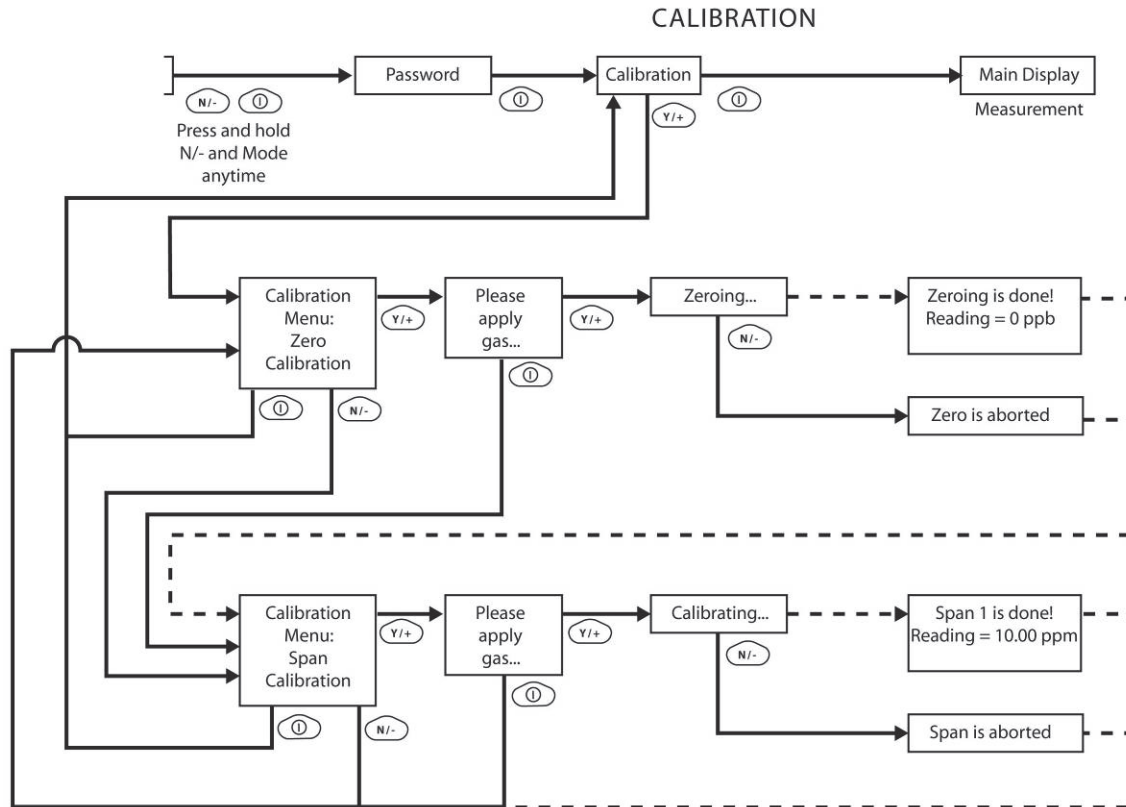 CALIBRATION
Password
Calibration
Main Display
N/-
Y/+
Measurement
Press and hold
N/- and Mode
anytime
Calibration
Menu:
Zero
Calibration
Y/+
Please
apply
gas...
Y/+
Zeroing...
N/-
Zeroing is done!
Reading = 0 ppb
N/-
Zero is aborted
Calibration
Menu:
Span
Calibration
Y/+
Please
apply
gas...
Y/+
Calibrating...
N/-
Span 1 is done!
Reading = 10.00 ppm
N/-
Span is aborted